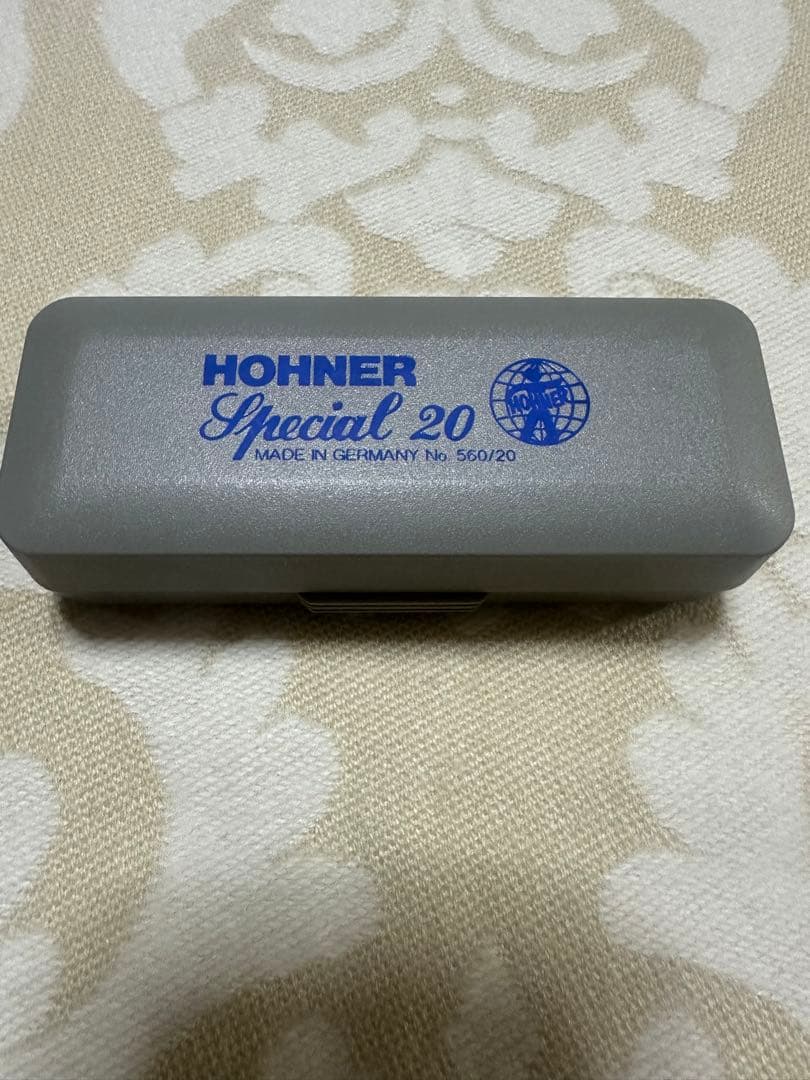 HOHNER
Special 20
MADE IN GERMANY No 560/20
HOHNER